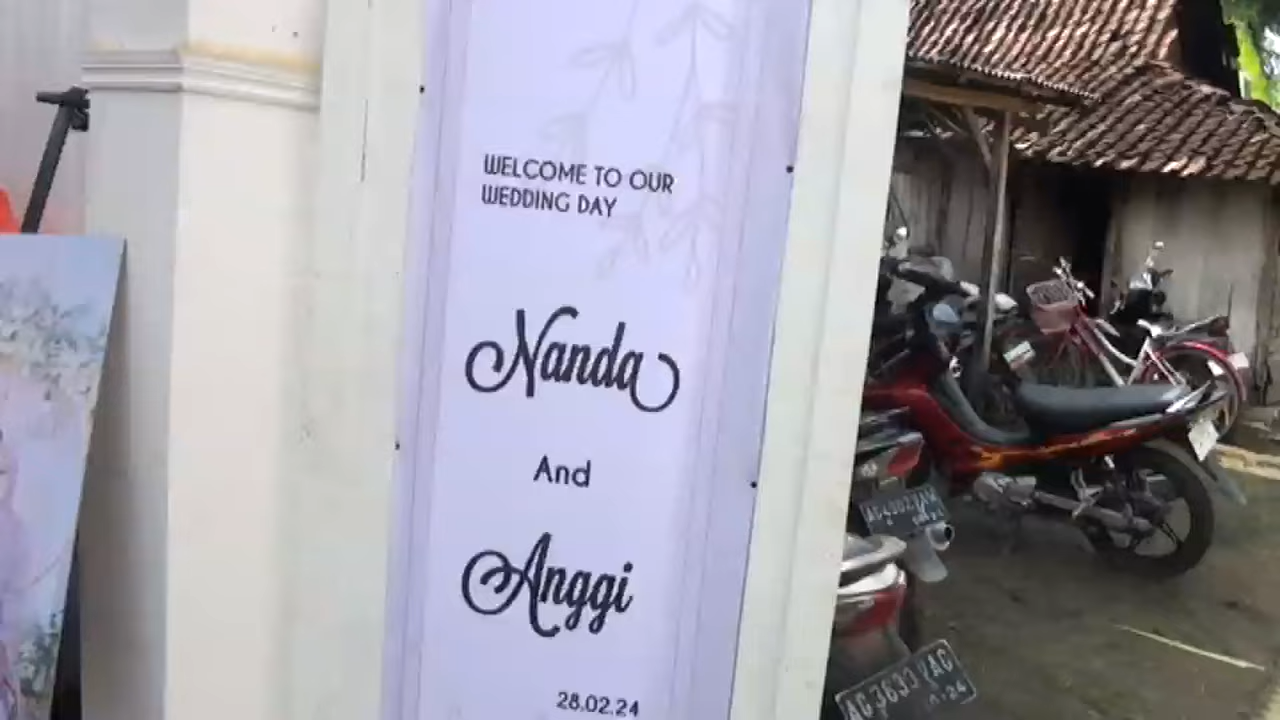 WELCOME TO OUR
WEDDING DAY
Nanda
And
Anggi
28.02.24